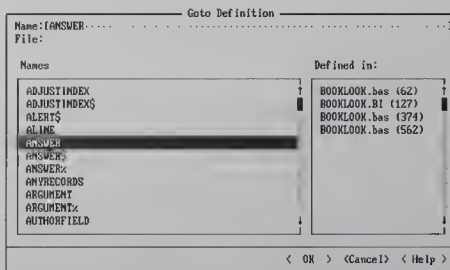 Goto Definition
Name:[ANSWER
File:
Names
Defined in:
ADJUSTINDEX
ADJUSTINDEX$
ALERT$
ALINE
ANSWER
ANSWER$
ANSWER%
ANYRECORDS
ARGUMENT
ARGUMENT%
AUTHORFIELD
BOOKLOOK.bas (62)
BOOKLOOK.BI (127)
BOOKLOOK.bas (374)
BOOKLOOK.bas (562)
< OK > <Cancel> < Help >